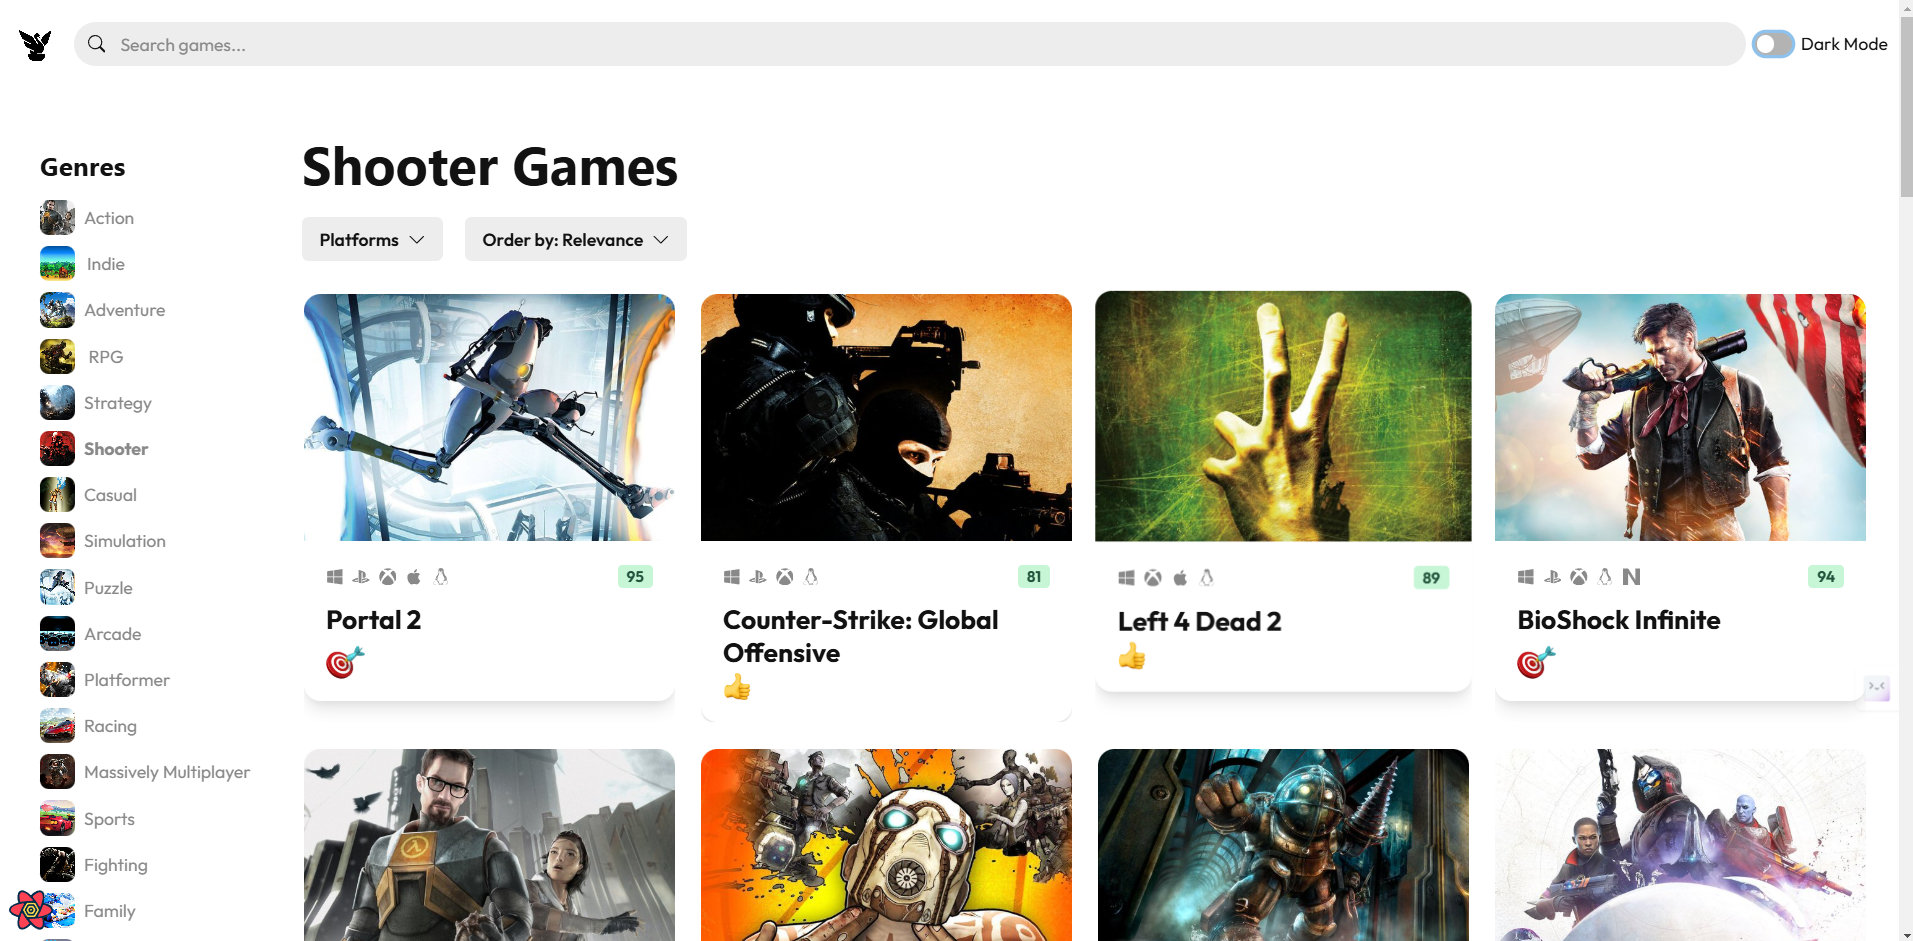 Search games...
Dark Mode
Genres
Action
Indie
Adventure
RPG
Strategy
Shooter
Casual
Simulation
Puzzle
Arcade
Platformer
Racing
Massively Multiplayer
Sports
Fighting
Family
Shooter Games
Platforms
Order by: Relevance
95
Portal 2
81
Counter-Strike: Global
Offensive
89
Left 4 Dead 2
94
BioShock Infinite